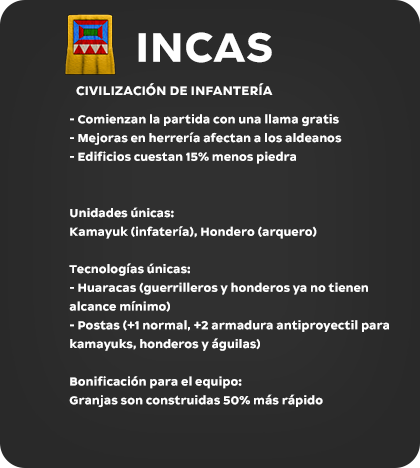 INCAS
CIVILIZACIÓN DE INFANTERÍA
- Comienzan la partida con una llama gratis
- Mejoras en herrería afectan a los aldeanos
- Edificios cuestan 15% menos piedra
Unidades únicas:
Kamayuk (infatería), Hondero (arquero)
Tecnologías únicas:
- Huaracas (guerrilleros y honderos ya no tienen
alcance mínimo)
- Postas (+1 normal, +2 armadura antiproyectil para
kamayuks, honderos y águilas)
Bonificación para el equipo:
Granjas son construidas 50% más rápido